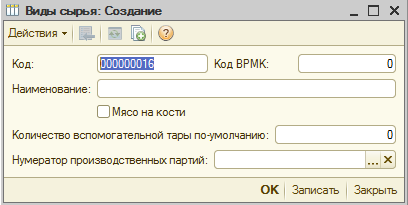 Виды сырья: Создание
Действия
Код: 000000016 Код ВРМК: 0
Наименование:
Мясо на кости
Количество вспомогательной тары по-умолчанию: 0
Нумератор производственных партий: ...
OK Записать Закрыть